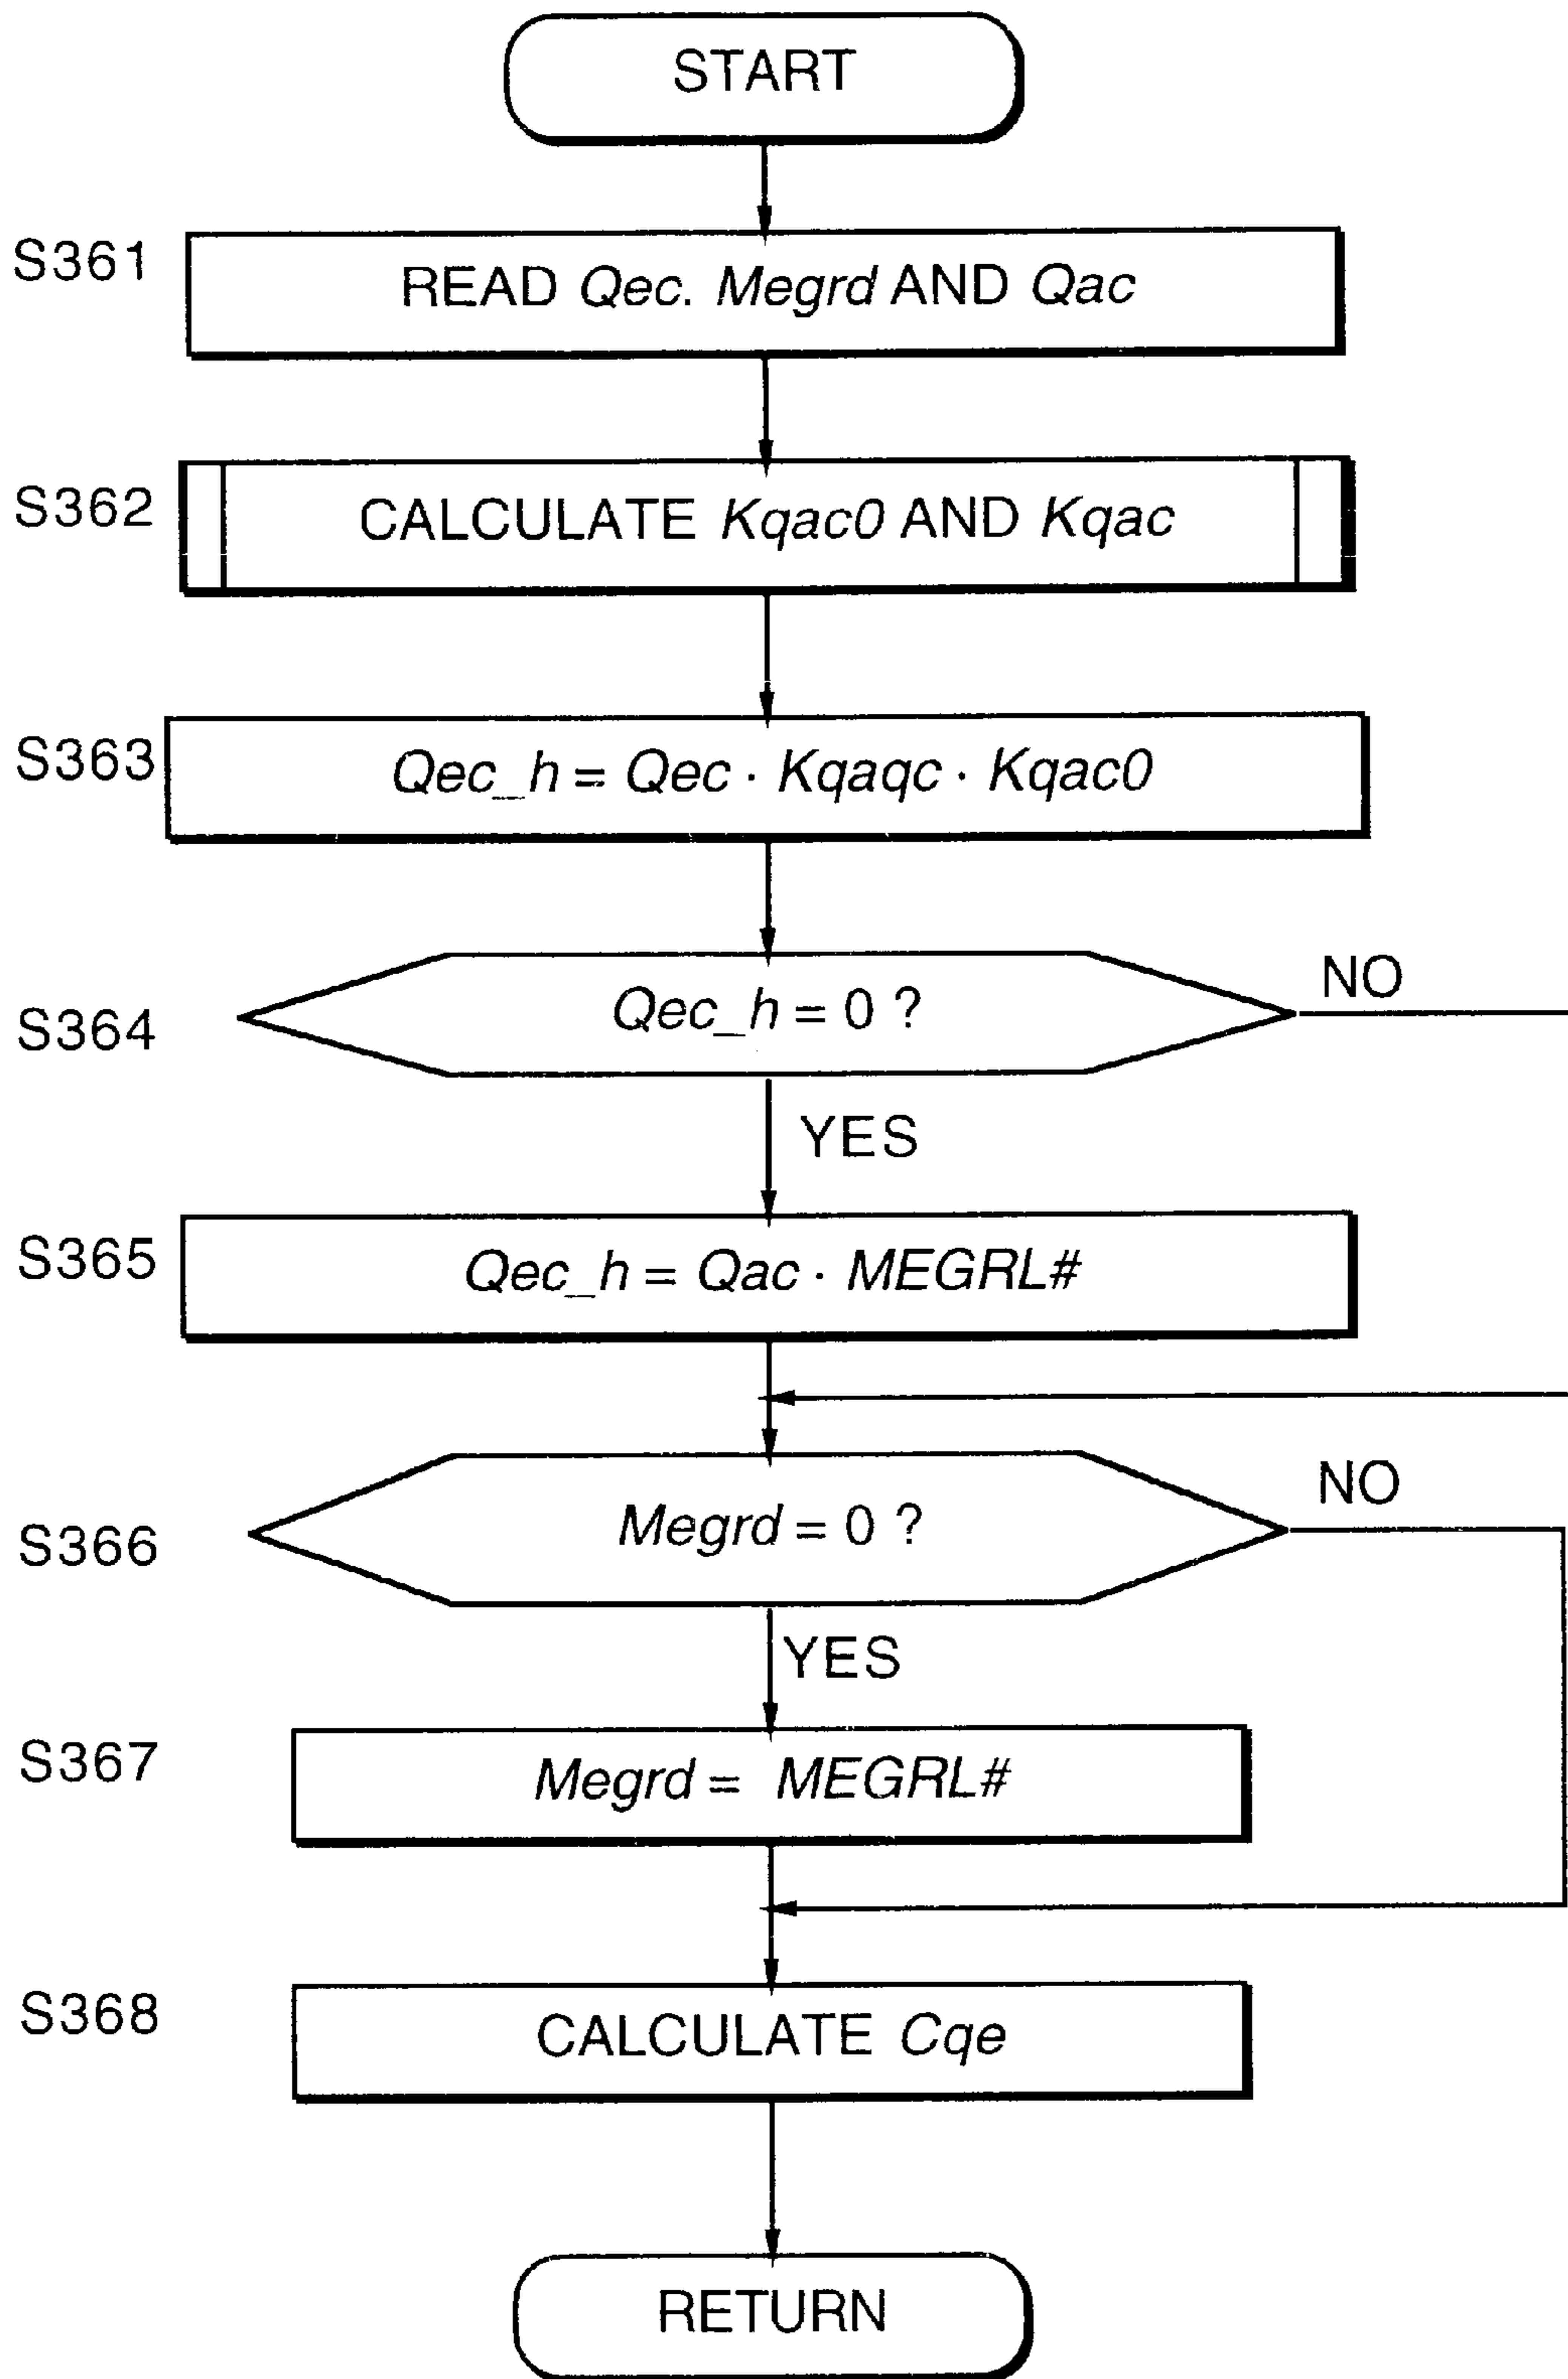 START
S361
READ Qec. Megrd AND Qac
S362
CALCULATE Kqac0 AND Kqac
S363
Qec_h = Qec · Kqaqc · Kqac0
S364
Qec_h = 0 ?
NO
YES
S365
Qec_h = Qac · MEGRL#
S366
Megrd = 0 ?
NO
YES
S367
Megrd = MEGRL#
S368
CALCULATE Cqe
RETURN